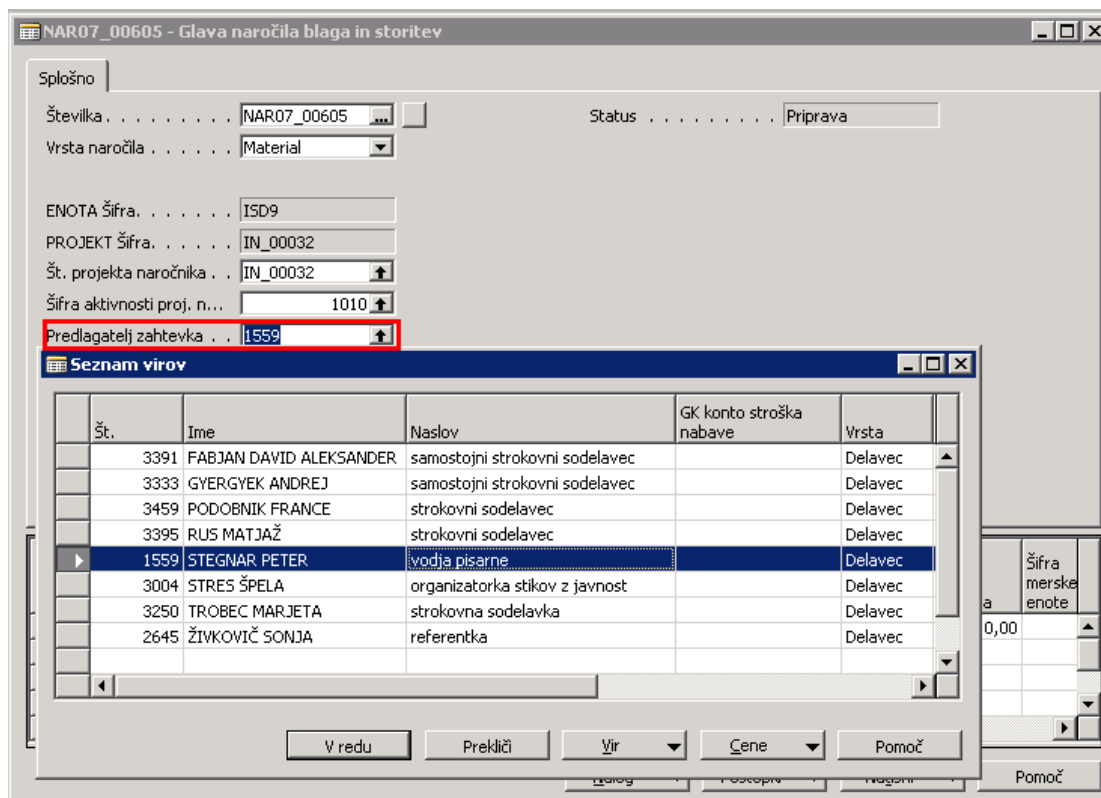 NAR07_00605 - Glava naročila blaga in storitev
Splošno
Številka. . . . . . . . . . NAR07_00605 ... Status . . . . . . . . . Priprava
Vrsta naročila . . . . . . Material
ENOTA Šifra. . . . . . . ISD9
PROJEKT Šifra. . . . . . IN_00032
Št. projekta naročnika . . IN_00032
Šifra aktivnosti proj. n... 1010
Predlagatelj zahtevka . . 1559
Seznam virov
Št. Ime Naslov GK konto stroška nabave Vrsta
3391 FABJAN DAVID ALEKSANDER samostojni strokovni sodelavec Delavec
3333 GYERGYEK ANDREJ samostojni strokovni sodelavec Delavec
3459 PODOBNIK FRANCE strokovni sodelavec Delavec
3395 RUS MATJAŽ strokovni sodelavec Delavec
1559 STEGNAR PETER vodja pisarne Delavec
3004 STRES ŠPELA organizatorka stikov z javnost Delavec
3250 TROBEC MARJETA strokovna sodelavka Delavec
2645 ŽIVKOVIČ SONJA referentka Delavec
a Šifra merske enote
0,00
V redu Prekliči Vir Cene Pomoč
Pomoč